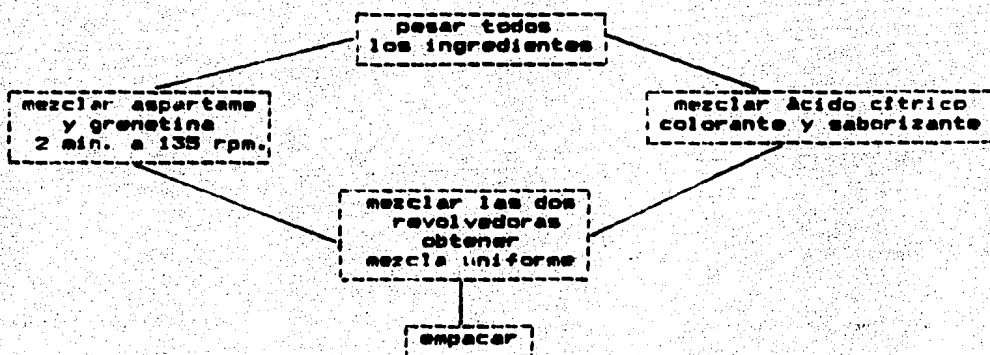 pesar todos
los ingredientes
mezclar aspartame
y grenetina
2 min. a 135 rpm.
mezclar Acido cítrico
colorante y saborizante
mezclar las dos
revolvedoras
obtener
mezcla uniforme
empacar